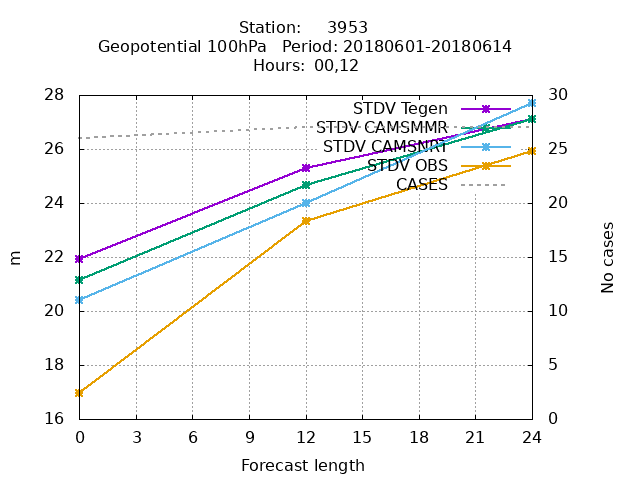 Station: 3953
Geopotential 100hPa Period: 20180601-20180614
Hours: 00,12
28 30
STDV Tegen
STDV CAMSMMR
26 25
STDV CAMSNRT
STDV OBS
CASES
24 20
22 15
m
No cases
20 10
18 5
16 0
0 3 6 9 12 15 18 21 24
Forecast length